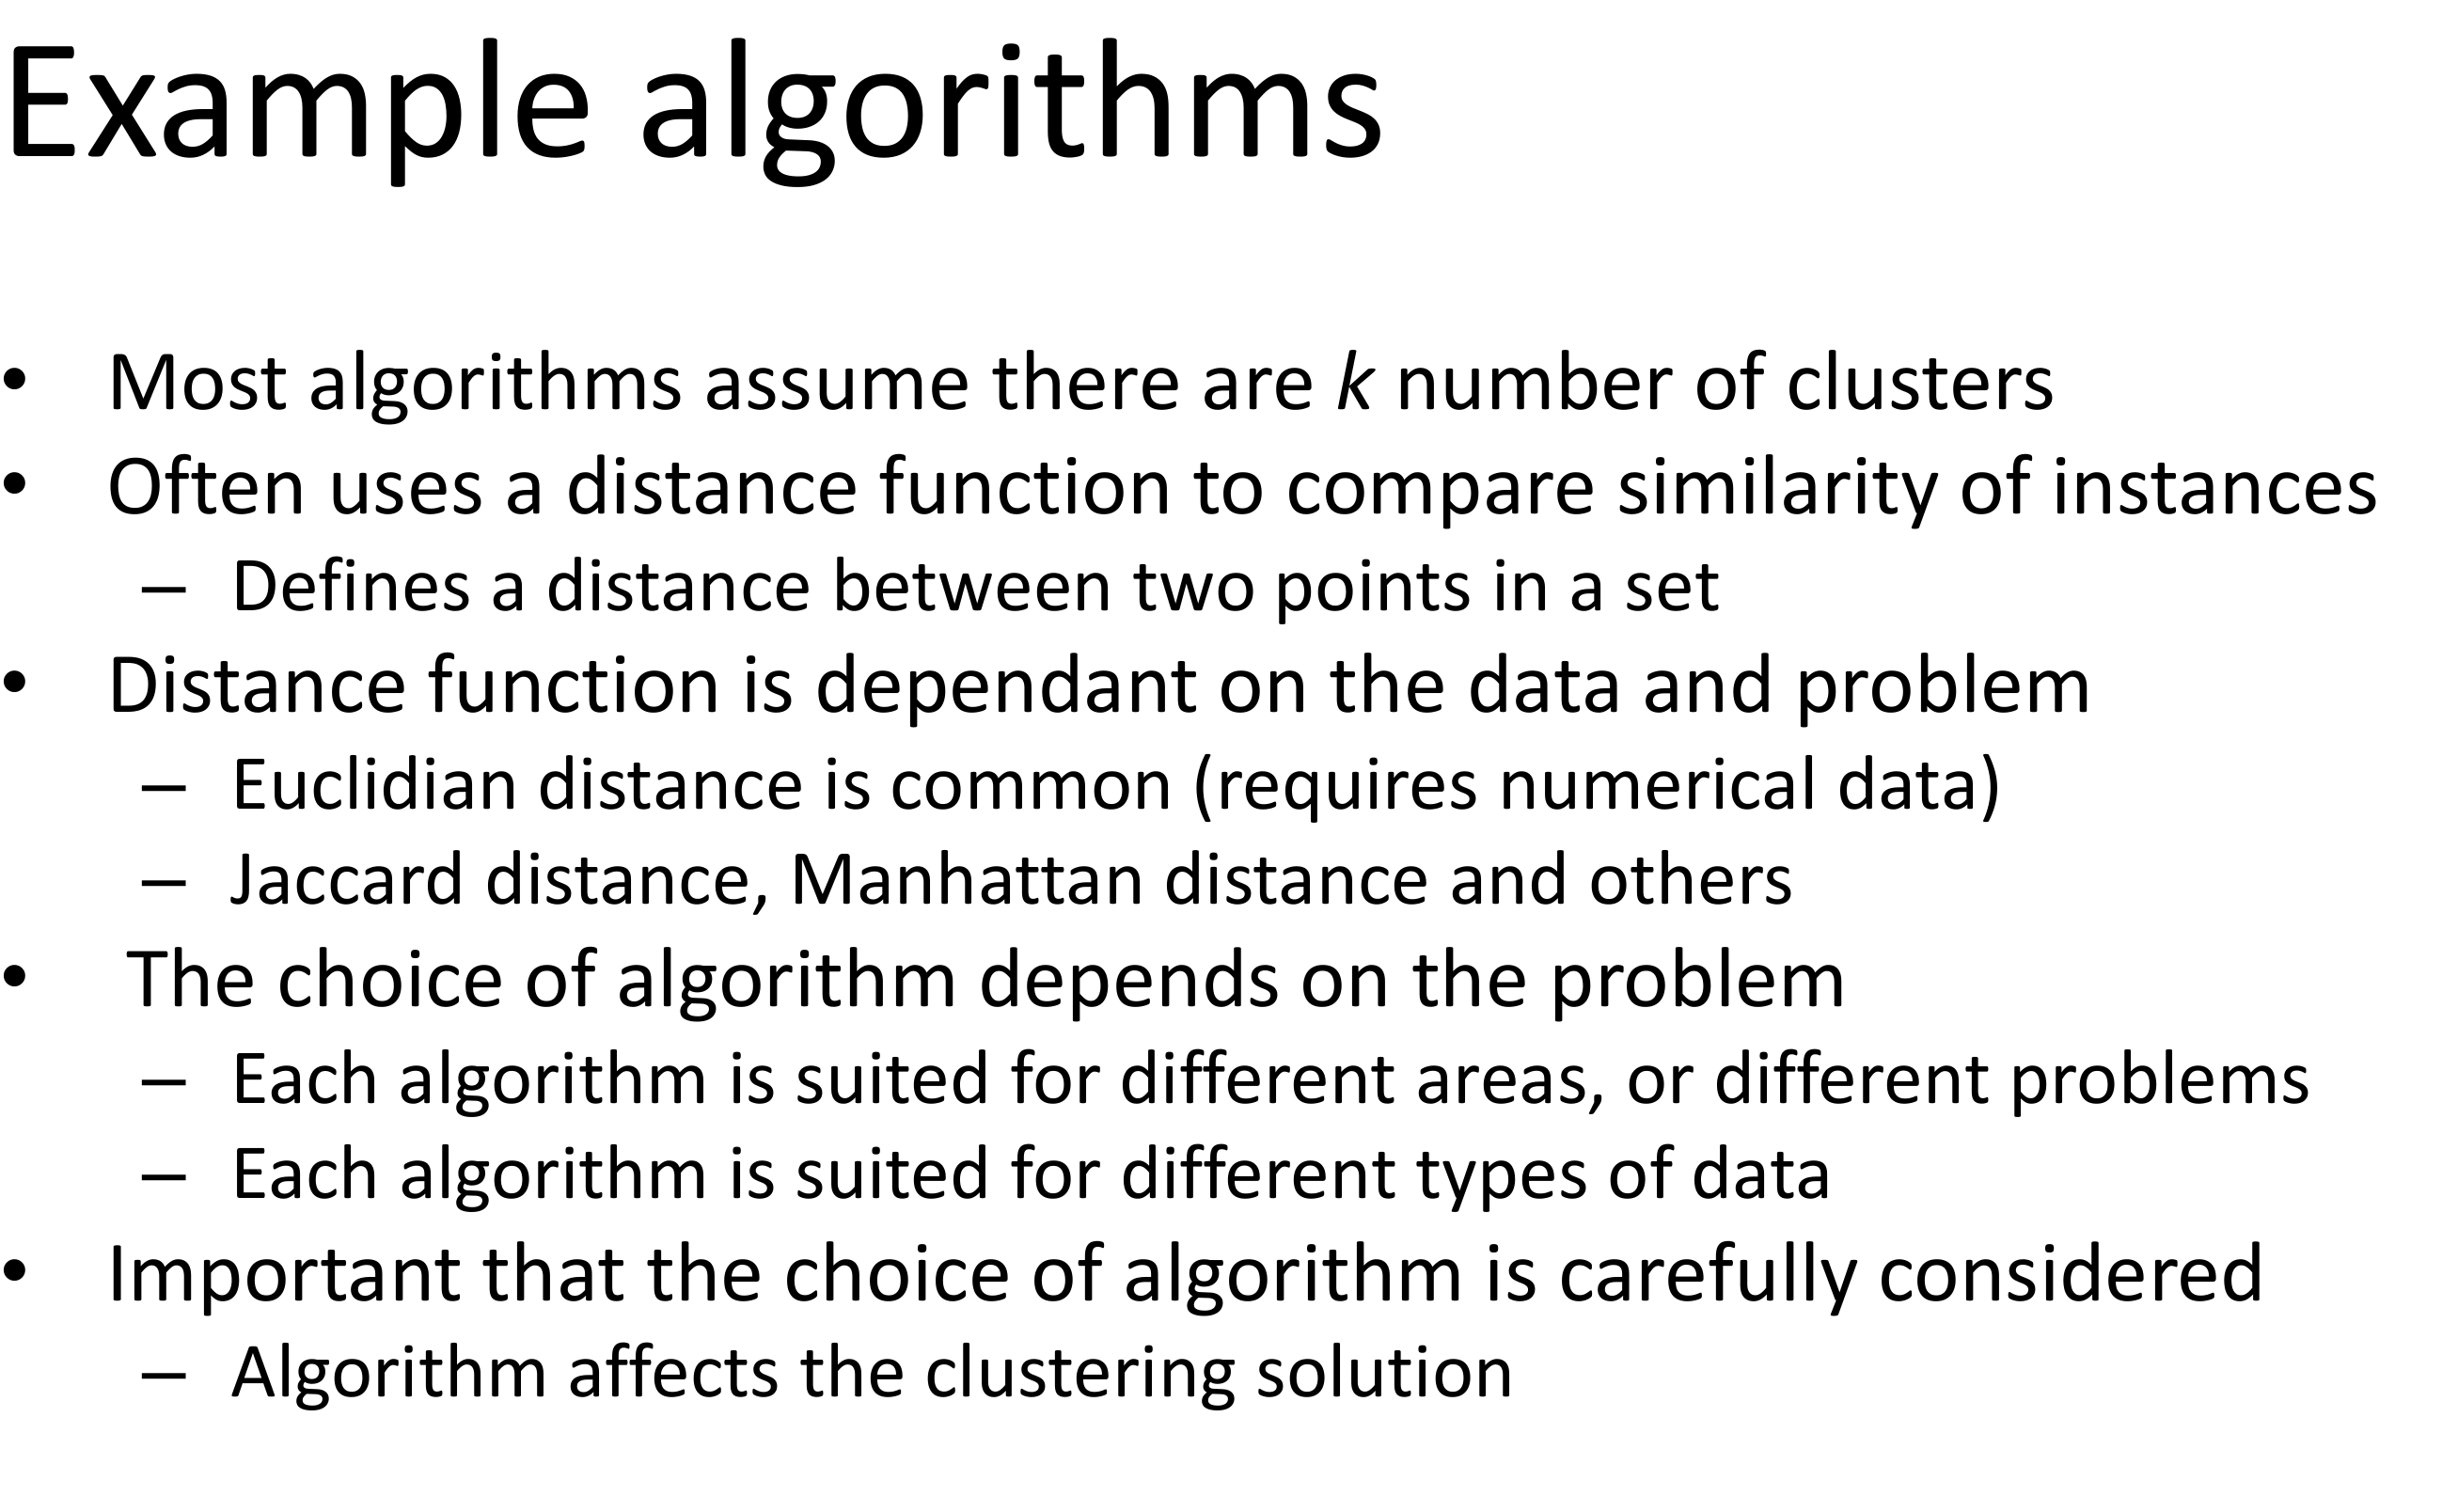 Example algorithms
• Most algorithms assume there are k number of clusters
• Often uses a distance function to compare similarity of instances
– Defines a distance between two points in a set
• Distance function is dependant on the data and problem
– Euclidian distance is common (requires numerical data)
– Jaccard distance, Manhattan distance and others
• The choice of algorithm depends on the problem
– Each algorithm is suited for different areas, or different problems
– Each algorithm is suited for different types of data
• Important that the choice of algorithm is carefully considered
– Algorithm affects the clustering solution